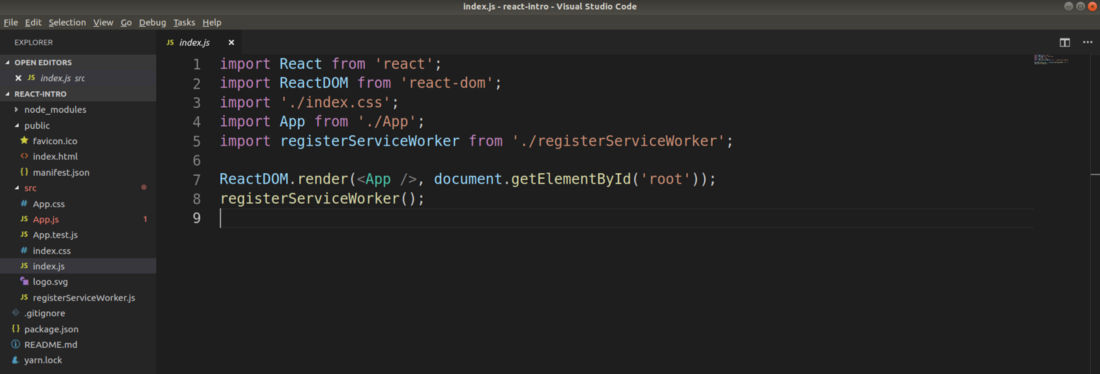 index.js - react-intro - Visual Studio Code
File Edit Selection View Go Debug Tasks Help
EXPLORER
OPEN EDITORS
JS index.js src
REACT-INTRO
node_modules
public
favicon.ico
<> index.html
{} manifest.json
src
# App.css
JS App.js 1
JS App.test.js
# index.css
JS index.js
logo.svg
JS registerServiceWorker.js
.gitignore
{} package.json
README.md
yarn.lock
JS index.js
1 import React from 'react';
2 import ReactDOM from 'react-dom';
3 import './index.css';
4 import App from './App';
5 import registerServiceWorker from './registerServiceWorker';
6
7 ReactDOM.render(<App />, document.getElementById('root'));
8 registerServiceWorker();
9